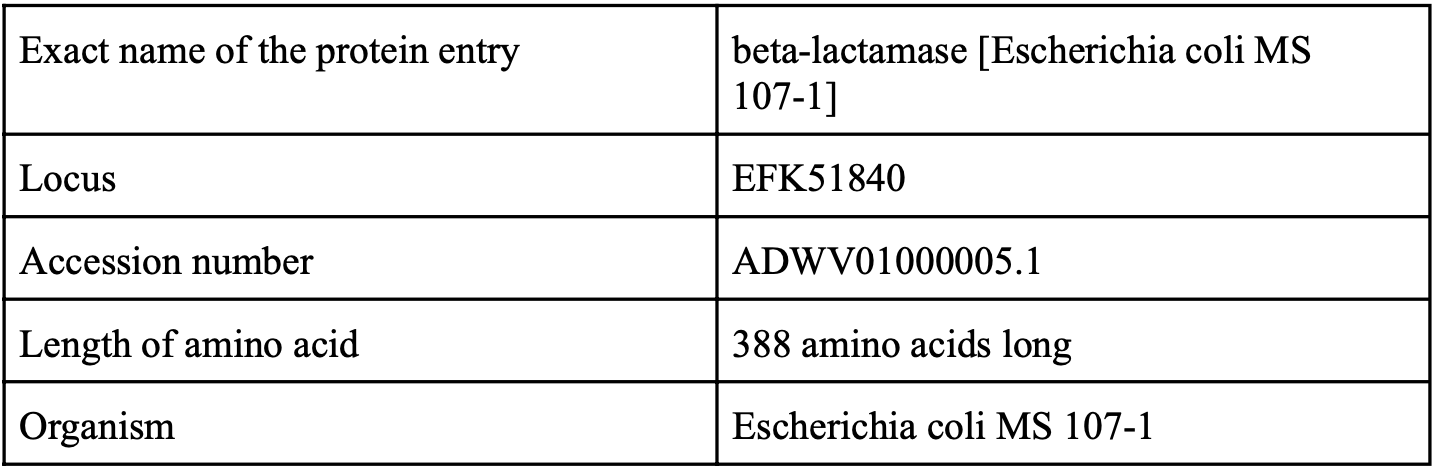 Exact name of the protein entry
beta-lactamase [Escherichia coli MS
107-1]
Locus
EFK51840
Accession number
ADWV01000005.1
Length of amino acid
388 amino acids long
Organism
Escherichia coli MS 107-1